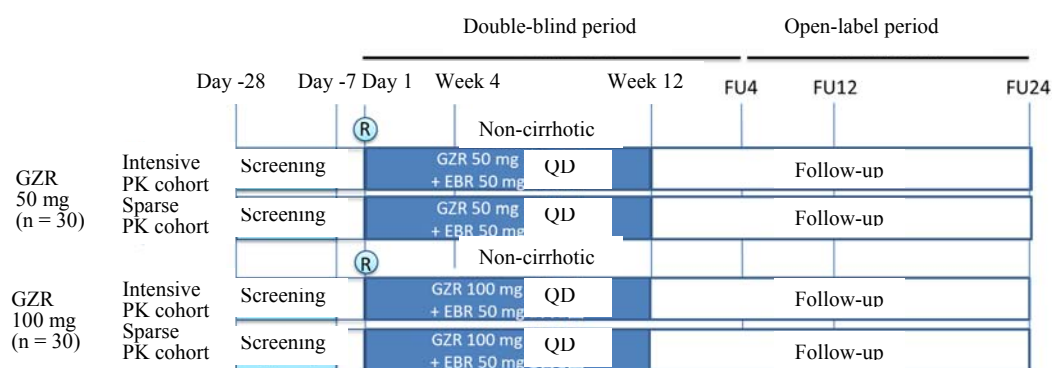 Double-blind period Open-label period
Day -28 Day -7 Day 1 Week 4 Week 12 FU4 FU12 FU24
R Non-cirrhotic
GZR
50 mg
(n = 30)
Intensive
PK cohort
Screening
GZR 50 mg
+ EBR 50 mg
QD
Follow-up
Sparse
PK cohort
Screening
GZR 50 mg
+ EBR 50 mg
QD
Follow-up
R Non-cirrhotic
GZR
100 mg
(n = 30)
Intensive
PK cohort
Screening
GZR 100 mg
+ EBR 50 mg
QD
Follow-up
Sparse
PK cohort
Screening
GZR 100 mg
+ EBR 50 mg
QD
Follow-up